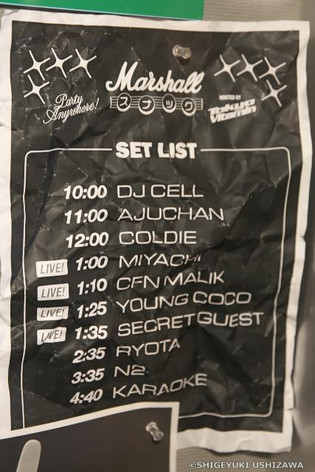 Marshall
スナック
Party
Anywhere!
HOSTED BY
Tokyo
Vitamin
SET LIST
10:00 DJ CELL
11:00 AJUCHAN
12:00 COLDIE
LIVE! 1:00 MIYACHI
LIVE! 1:10 CFN MALIK
LIVE! 1:25 YOUNG COCO
LIVE! 1:35 SECRET GUEST
2:35 RYOTA
3:35 N2
4:40 KARAOKE
©SHIGEYUKI USHIZAWA